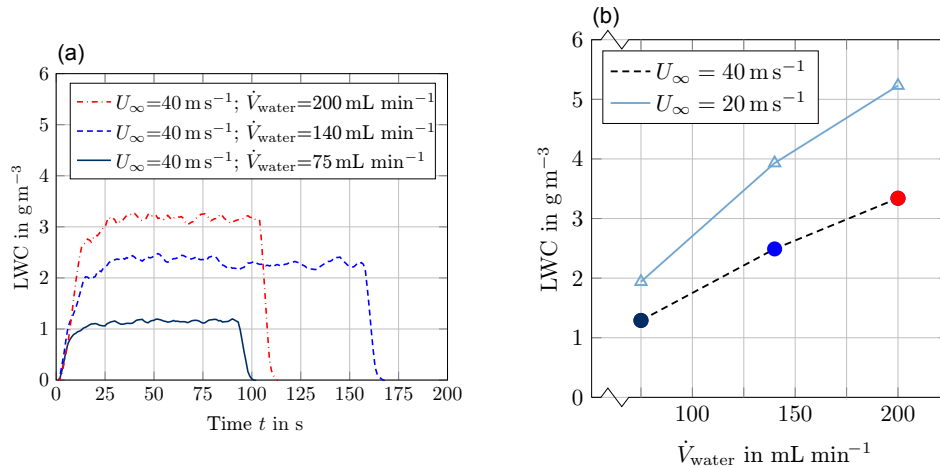 (a)
6
5
4
3
2
1
0
LWC in g m⁻³
U∞=40 m s⁻¹; V̇water=200 mL min⁻¹
U∞=40 m s⁻¹; V̇water=140 mL min⁻¹
U∞=40 m s⁻¹; V̇water=75 mL min⁻¹
0 25 50 75 100 125 150 175 200
Time t in s
(b)
6
5
4
3
2
1
0
LWC in g m⁻³
U∞ = 40 m s⁻¹
U∞ = 20 m s⁻¹
100 150 200
V̇water in mL min⁻¹